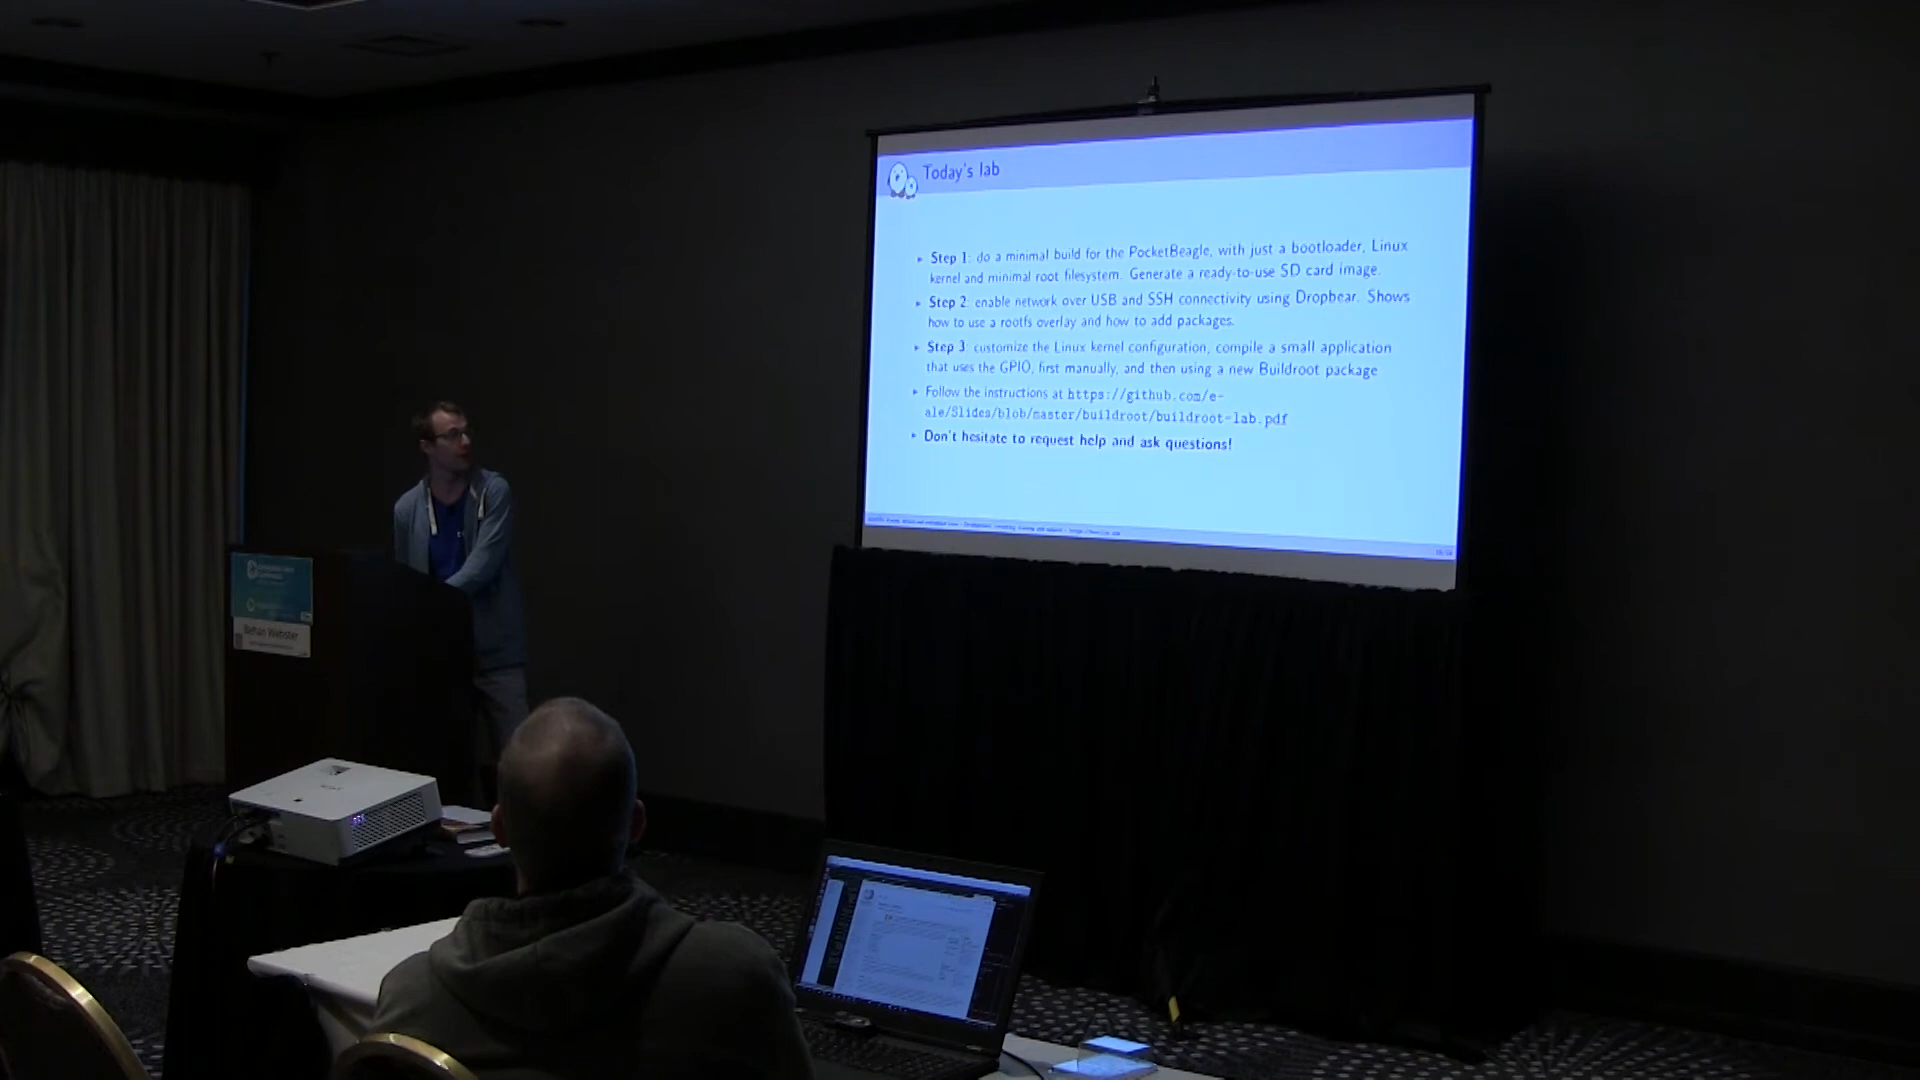 Today's lab
▸ Step 1: do a minimal build for the PocketBeagle, with just a bootloader, Linux
kernel and minimal root filesystem. Generate a ready-to-use SD card image.
▸ Step 2: enable network over USB and SSH connectivity using Dropbear. Shows
how to use a rootfs overlay and how to add packages.
▸ Step 3: customize the Linux kernel configuration, compile a small application
that uses the GPIO, first manually, and then using a new Buildroot package
▸ Follow the instructions at https://github.com/e-
ale/Slides/blob/master/buildroot/buildroot-lab.pdf
▸ Don't hesitate to request help and ask questions!
Behan Webster